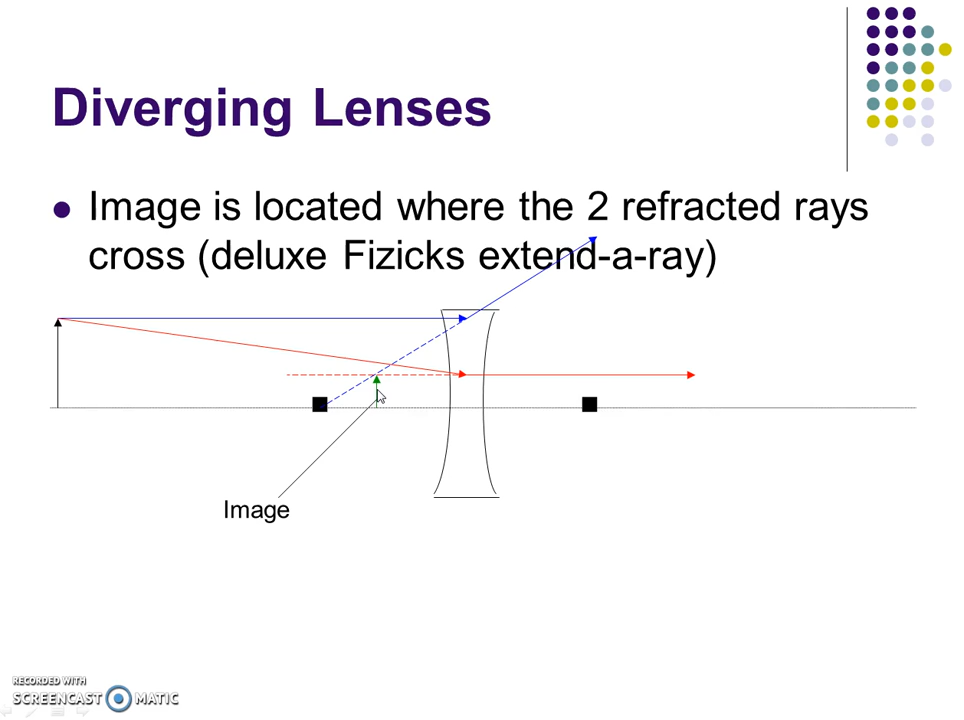 Diverging Lenses
Image is located where the 2 refracted rays
cross (deluxe Fizicks extend-a-ray)
Image
RECORDED WITH
SCREENCAST MATIC